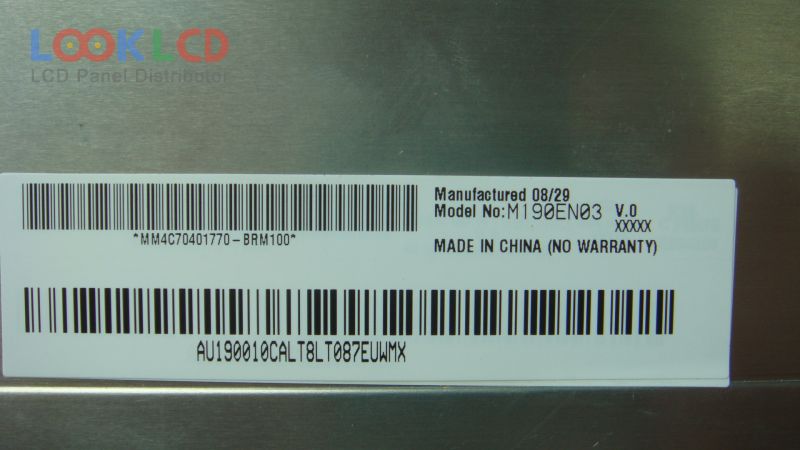 LOOK LCD
LCD Panel Distributor
Manufactured 08/29
Model No:M190EN03 V.0
XXXXX
*MM4C70401770-BRM100*
MADE IN CHINA (NO WARRANTY)
AU190010CALT8LT087EUWMX